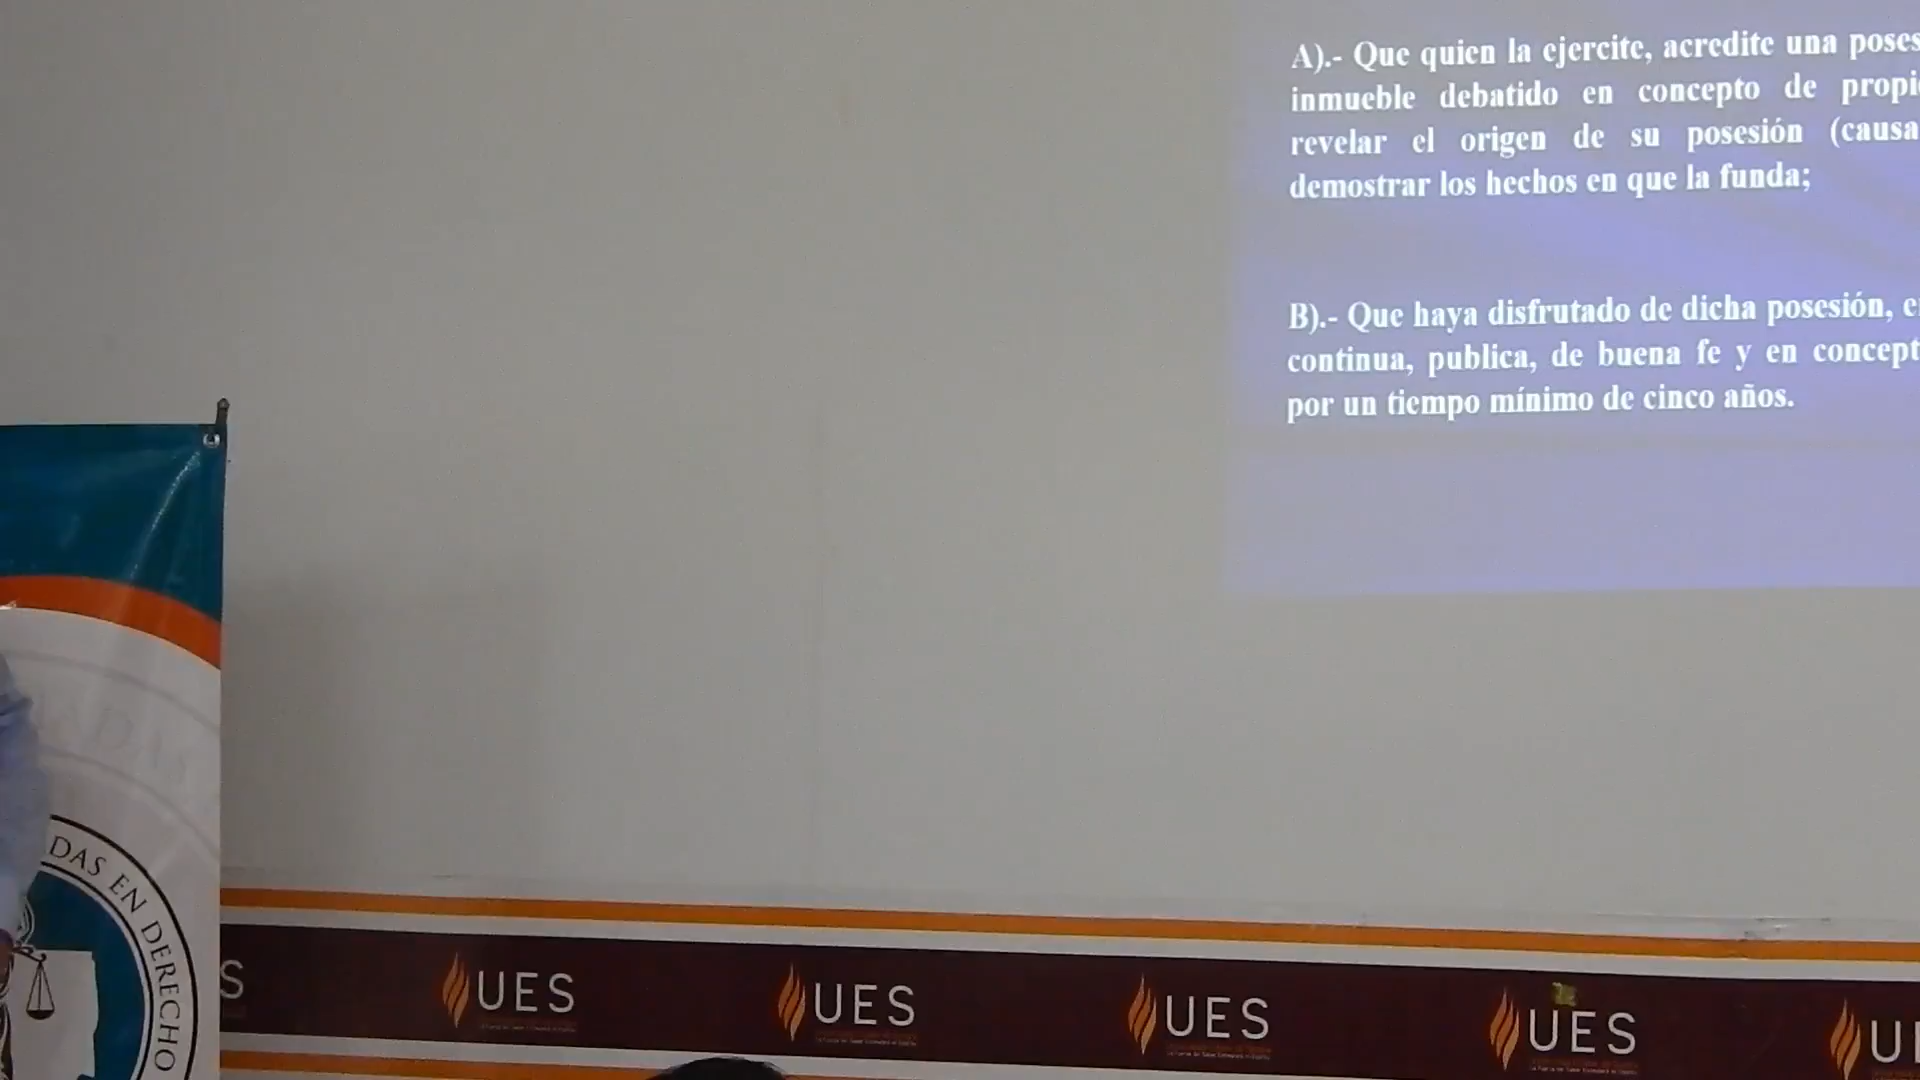 A).- Que quien la ejercite, acredite una poses
inmueble debatido en concepto de propi
revelar el origen de su posesión (causa
demostrar los hechos en que la funda;
B).- Que haya disfrutado de dicha posesión, e
continua, publica, de buena fe y en concept
por un tiempo mínimo de cinco años.
ADAS
DAS EN DERECHO
S
UES
UES
UES
UES
U